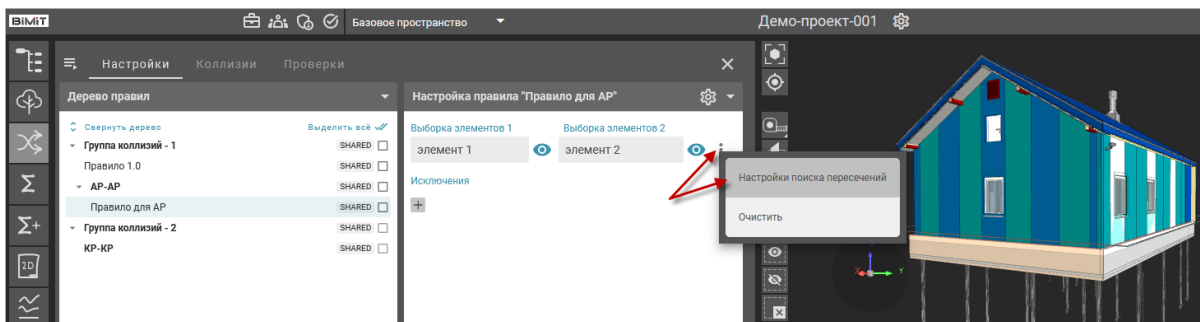 BIMiT
Базовое пространство
Демо-проект-001
Настройки
Коллизии
Проверки
Дерево правил
Свернуть дерево
Выделить всё
Группа коллизий - 1
SHARED
Правило 1.0
SHARED
АР-АР
SHARED
Правило для АР
SHARED
Группа коллизий - 2
SHARED
КР-КР
SHARED
Настройка правила "Правило для АР"
Выборка элементов 1
Выборка элементов 2
элемент 1
элемент 2
Исключения
Настройки поиска пересечений
Очистить
2D
X
Y